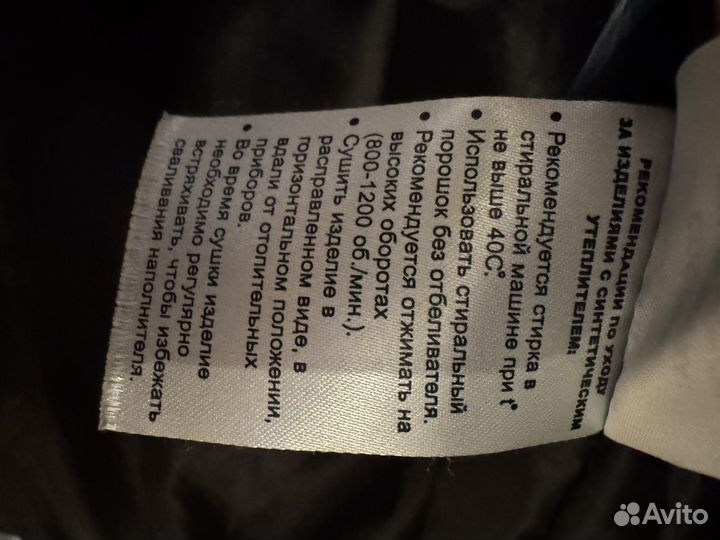 РЕКОМЕНДАЦИИ ПО УХОДУ
ЗА ИЗДЕЛИЯМИ С СИНТЕТИЧЕСКИМ
УТЕПЛИТЕЛЕМ:
• Рекомендуется стирка в
стиральной машине при t°
не выше 40С°.
• Использовать стиральный
порошок без отбеливателя.
• Рекомендуется отжимать на
высоких оборотах
(800-1200 об./мин.).
• Сушить изделие в
расправленном виде, в
горизонтальном положении,
вдали от отопительных
приборов.
• Во время сушки изделие
необходимо регулярно
встряхивать, чтобы избежать
сваливания наполнителя.
Avito